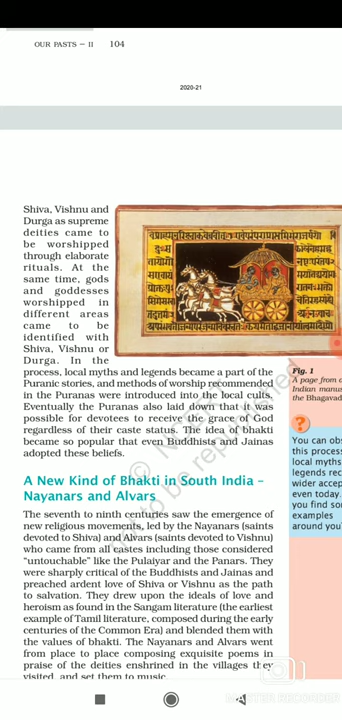 OUR PASTS – II 104
2020-21
Shiva, Vishnu and
Durga as supreme
deities came to
be worshipped
through elaborate
rituals. At the
same time, gods
and goddesses
worshipped in
different areas
came to be
identified with
Shiva, Vishnu or
Durga. In the
process, local myths and legends became a part of the
Puranic stories, and methods of worship recommended
in the Puranas were introduced into the local cults.
Eventually the Puranas also laid down that it was
possible for devotees to receive the grace of God
regardless of their caste status. The idea of bhakti
became so popular that even Buddhists and Jainas
adopted these beliefs.
Fig. 1
A page from a
Indian manus
the Bhagavad
?
You can obs
this process
local myths
legends rec
wider accep
even today.
you find so
examples
around you?
A New Kind of Bhakti in South India –
Nayanars and Alvars
The seventh to ninth centuries saw the emergence of
new religious movements, led by the Nayanars (saints
devoted to Shiva) and Alvars (saints devoted to Vishnu)
who came from all castes including those considered
“untouchable” like the Pulaiyar and the Panars. They
were sharply critical of the Buddhists and Jainas and
preached ardent love of Shiva or Vishnu as the path
to salvation. They drew upon the ideals of love and
heroism as found in the Sangam literature (the earliest
example of Tamil literature, composed during the early
centuries of the Common Era) and blended them with
the values of bhakti. The Nayanars and Alvars went
from place to place composing exquisite poems in
praise of the deities enshrined in the villages they
visited, and set them to music.
© NCERT
not to be republished